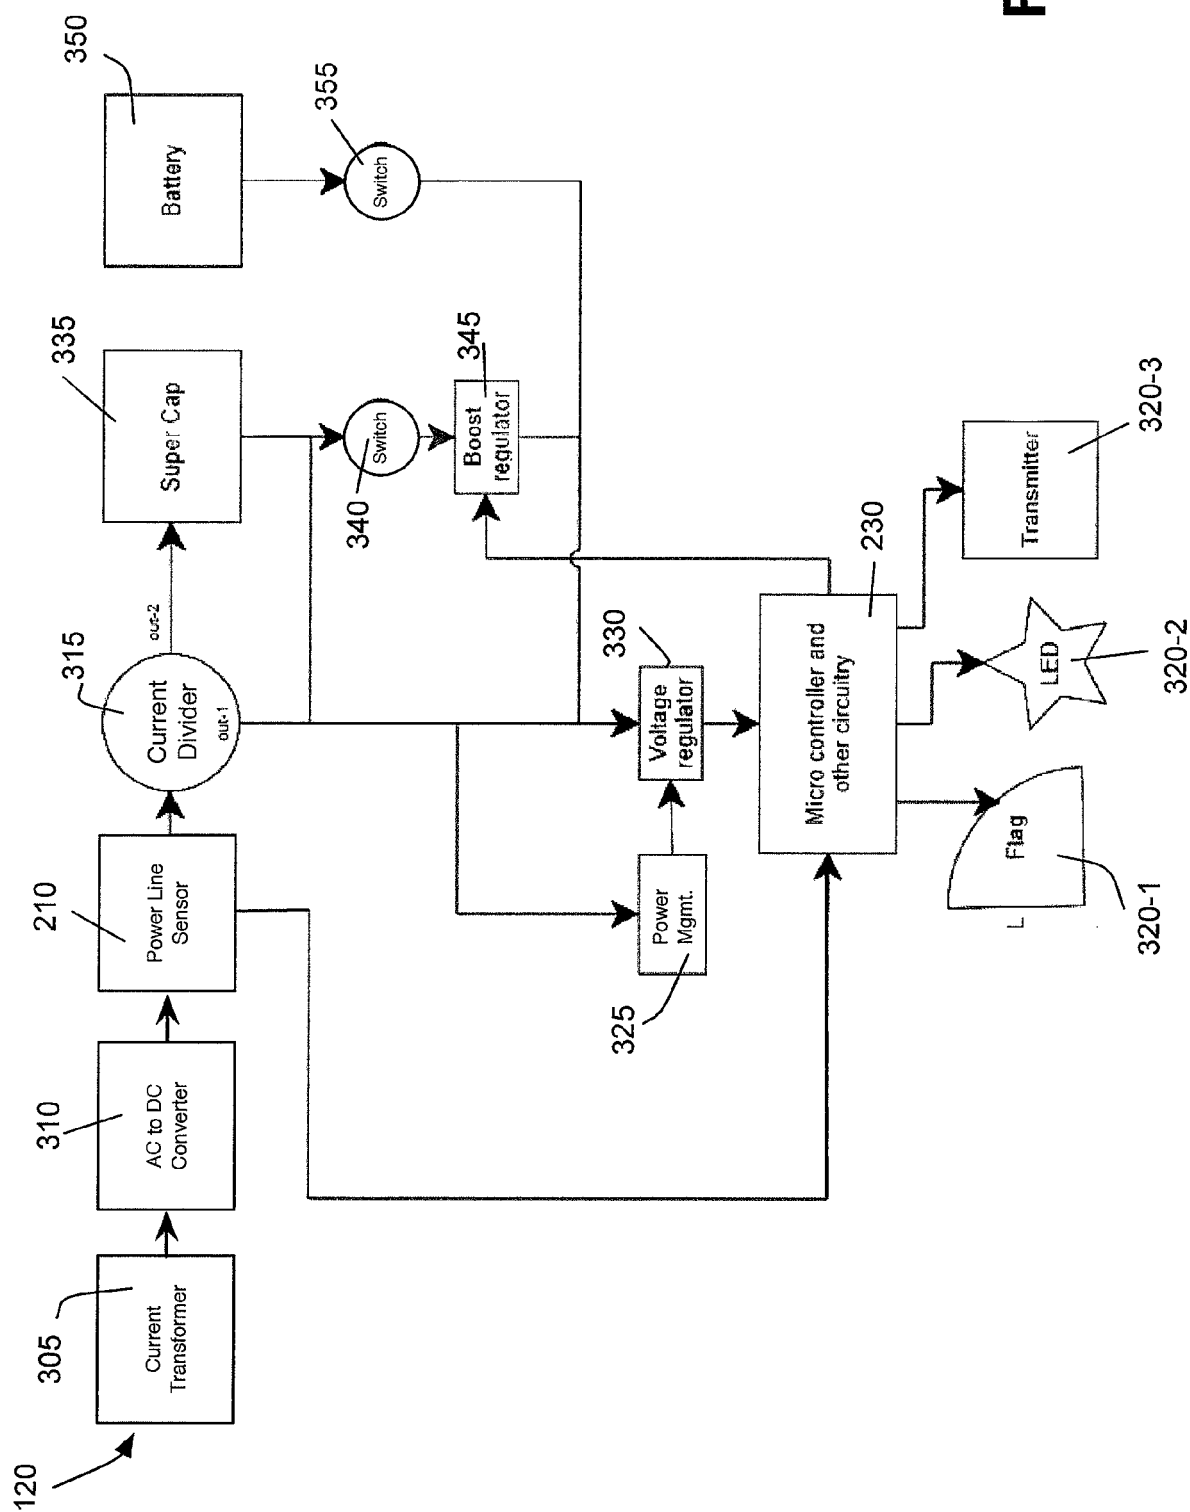 120
305
Current
Transformer
310
AC to DC
Converter
210
Power Line
Sensor
315
Current
Divider
out-1
out-2
335
Super Cap
350
Battery
340
Switch
355
Switch
345
Boost
regulator
325
Power
Mgmt.
330
Voltage
regulator
230
Micro controller and
other circuitry
L
Flag
320-1
LED
320-2
Transmitter
320-3